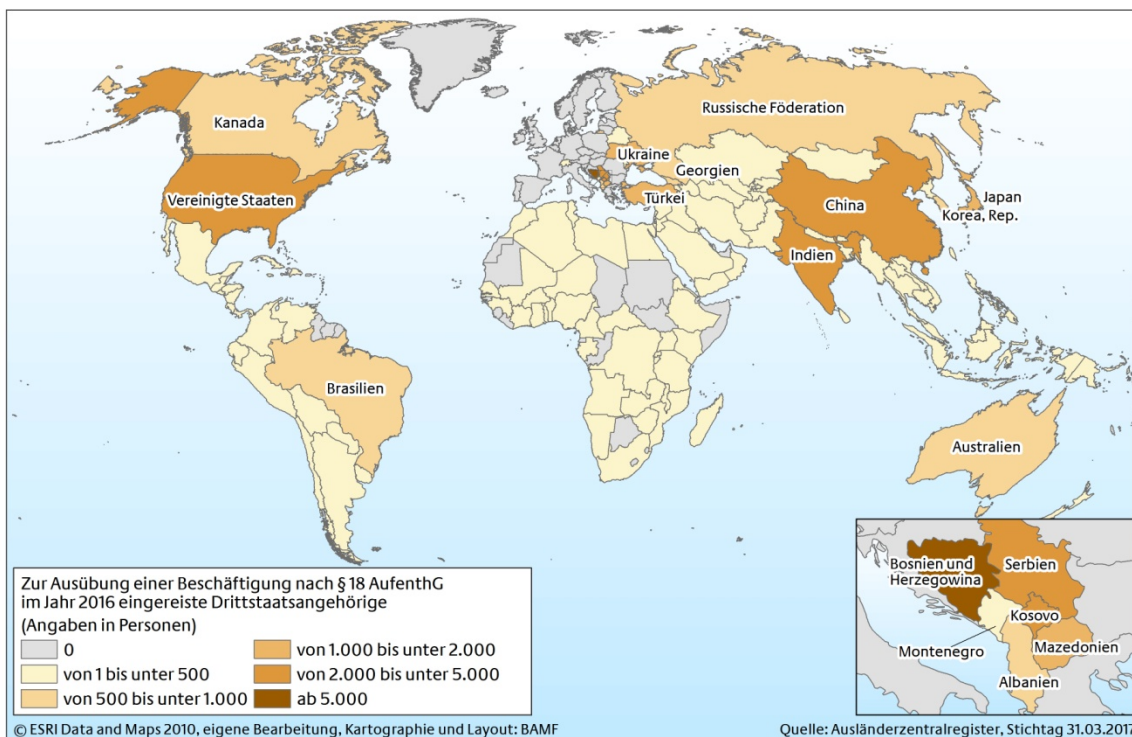 Kanada
Russische Föderation
Ukraine
Georgien
Vereinigte Staaten
Türkei
China
Japan
Korea, Rep.
Indien
Brasilien
Australien
Bosnien und
Herzegowina
Serbien
Kosovo
Montenegro
Mazedonien
Albanien
Zur Ausübung einer Beschäftigung nach § 18 AufenthG
im Jahr 2016 eingereiste Drittstaatsangehörige
(Angaben in Personen)
0
von 1 bis unter 500
von 500 bis unter 1.000
von 1.000 bis unter 2.000
von 2.000 bis unter 5.000
ab 5.000
© ESRI Data and Maps 2010, eigene Bearbeitung, Kartographie und Layout: BAMF
Quelle: Ausländerzentralregister, Stichtag 31.03.2017